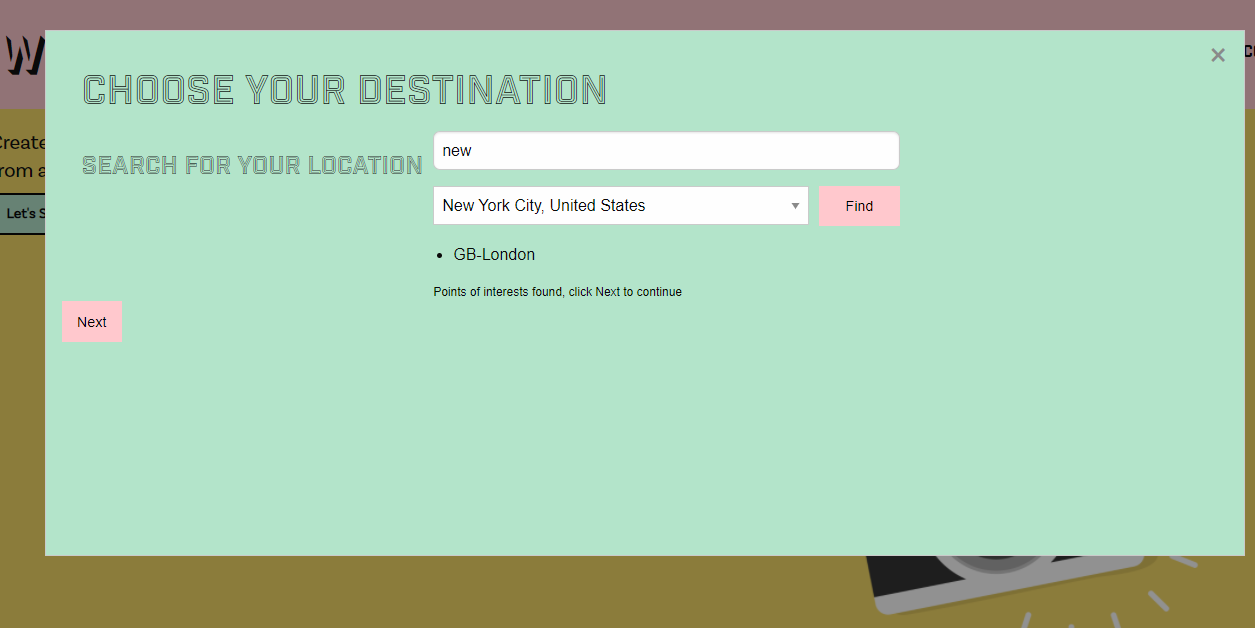 W
CHOOSE YOUR DESTINATION
×
SEARCH FOR YOUR LOCATION
new
New York City, United States
Find
GB-London
Points of interests found, click Next to continue
Next
Create
from a
Let's S